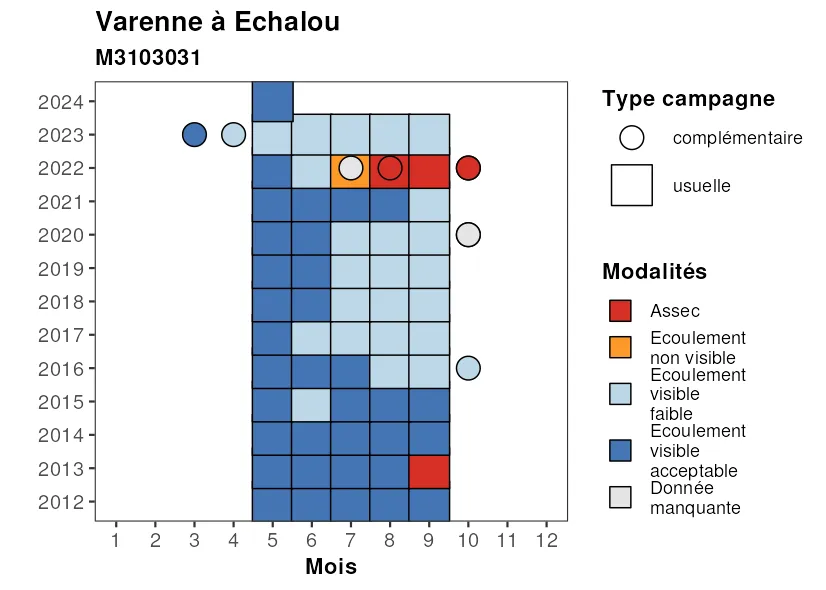 Varenne à Echalou
M3103031
2024
2023
2022
2021
2020
2019
2018
2017
2016
2015
2014
2013
2012
1 2 3 4 5 6 7 8 9 10 11 12
Mois
Type campagne
complémentaire
usuelle
Modalités
Assec
Ecoulement
non visible
Ecoulement
visible
faible
Ecoulement
visible
acceptable
Donnée
manquante